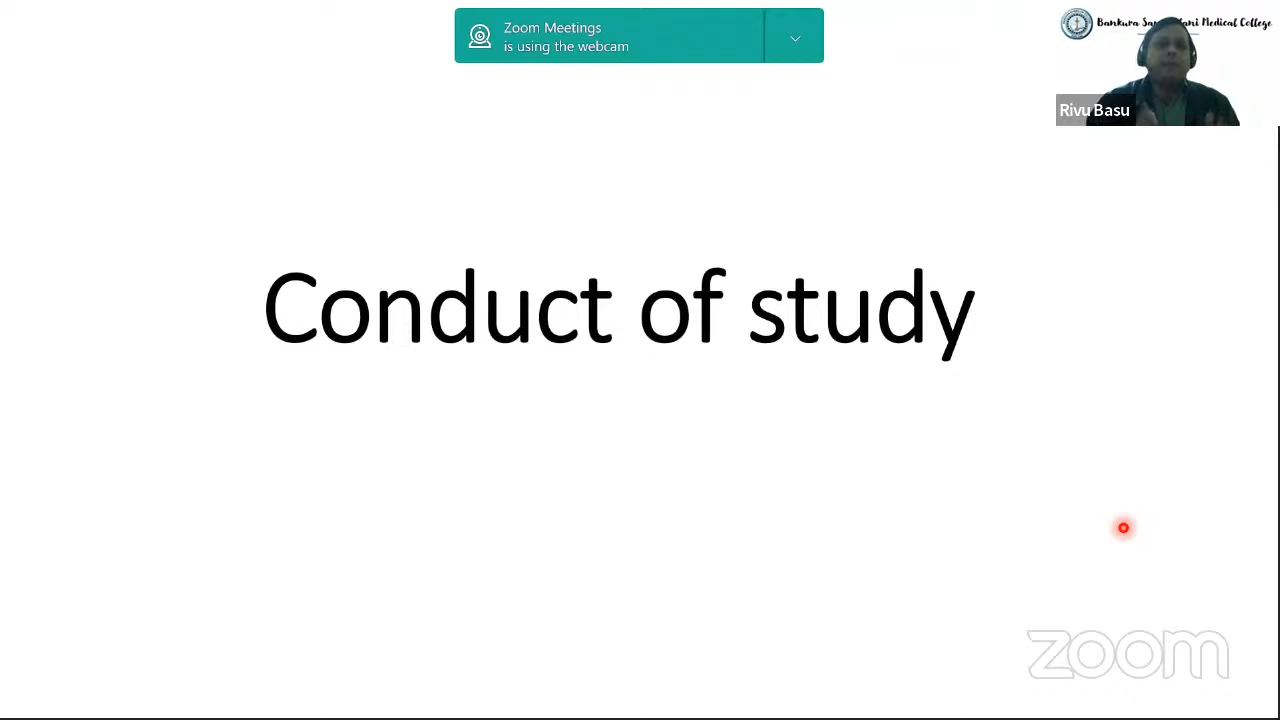 Zoom Meetings
is using the webcam
Bankura Medical College
Rivu Basu
Conduct of study
zoom